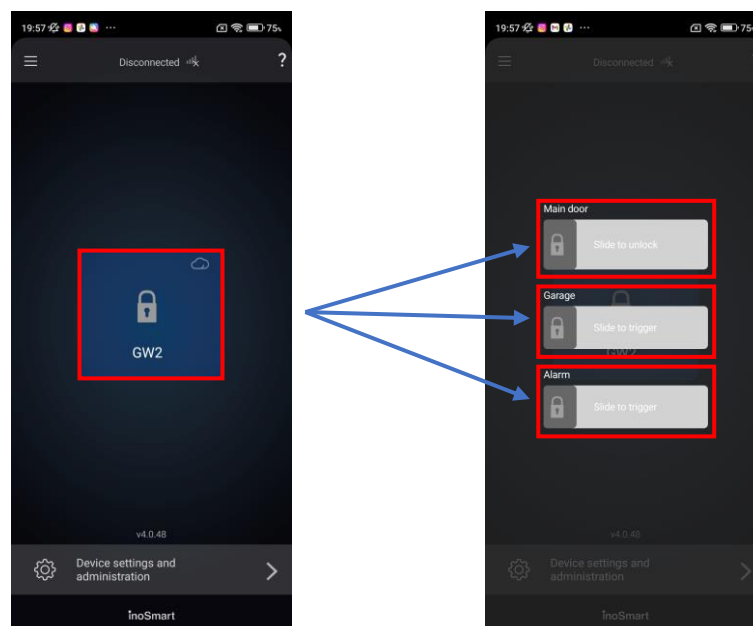 19:57 ... 75%
Disconnected
?
GW2
v4.0.48
Device settings and
administration
inoSmart
19:57 ... 75%
Disconnected
Main door
Slide to unlock
Garage
Slide to trigger
GW2
Alarm
Slide to trigger
v4.0.48
Device settings and
administration
inoSmart